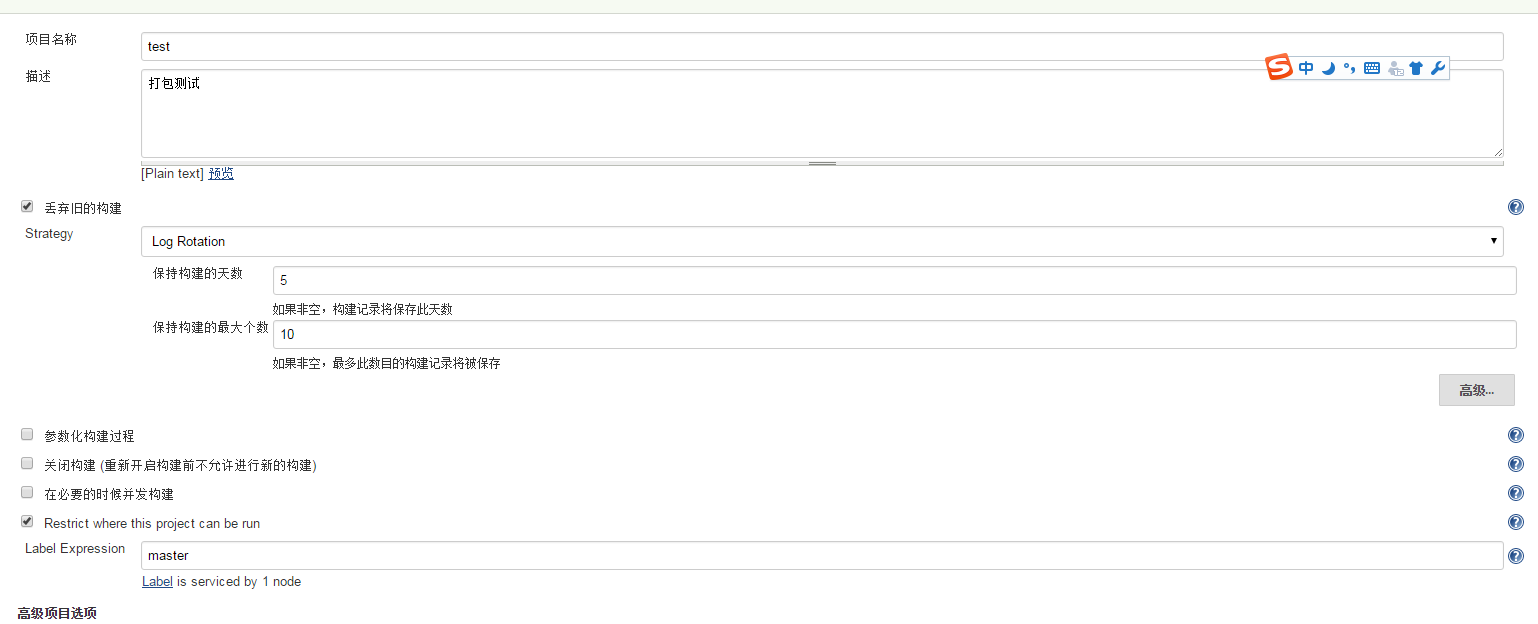 项目名称
test
描述
打包测试
中
[Plain text] 预览
丢弃旧的构建
Strategy
Log Rotation
保持构建的天数
5
如果非空，构建记录将保存此天数
保持构建的最大个数
10
如果非空，最多此数目的构建记录将被保存
高级...
参数化构建过程
关闭构建 (重新开启构建前不允许进行新的构建)
在必要的时候并发构建
Restrict where this project can be run
Label Expression
master
Label is serviced by 1 node
高级项目选项